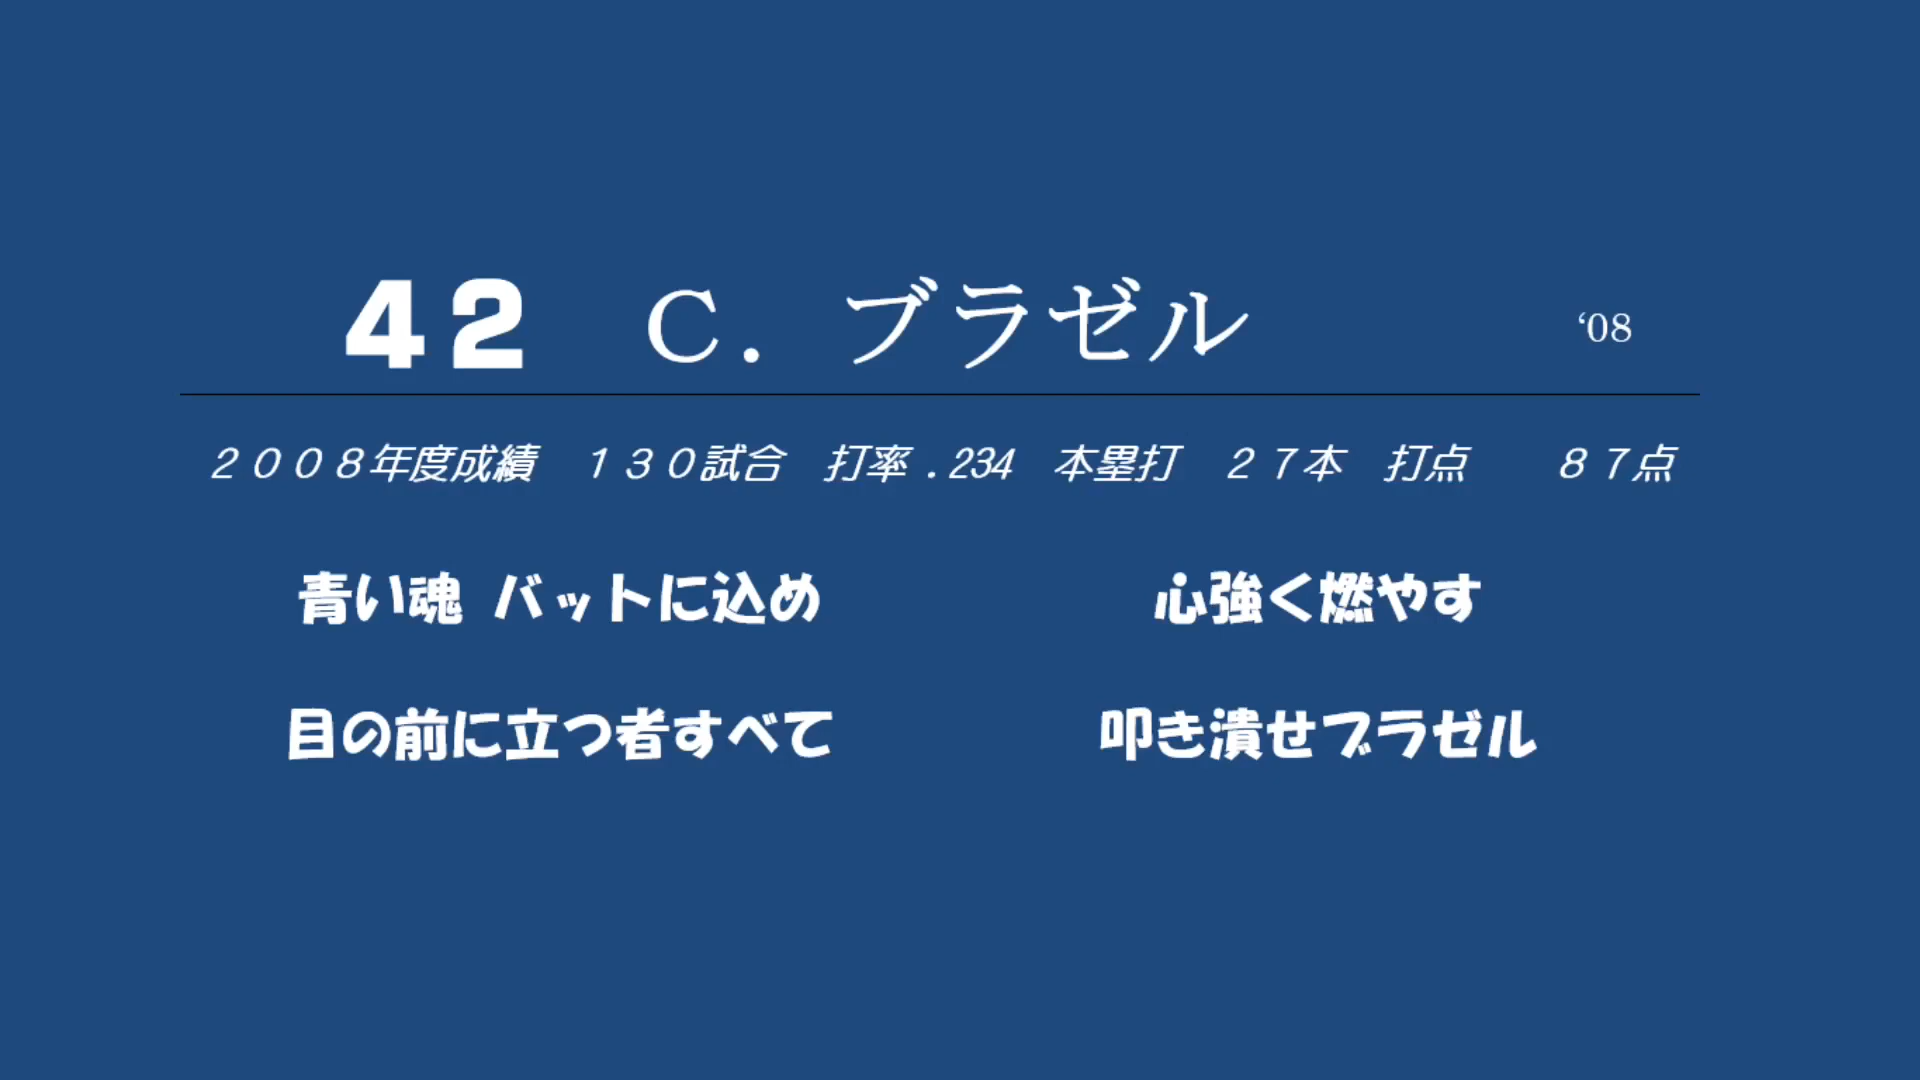 42　C．ブラゼル　‘08
２００８年度成績　１３０試合　打率．234　本塁打　２７本　打点　　８７点
青い魂 バットに込め　心強く燃やす
目の前に立つ者すべて　叩き潰せブラゼル